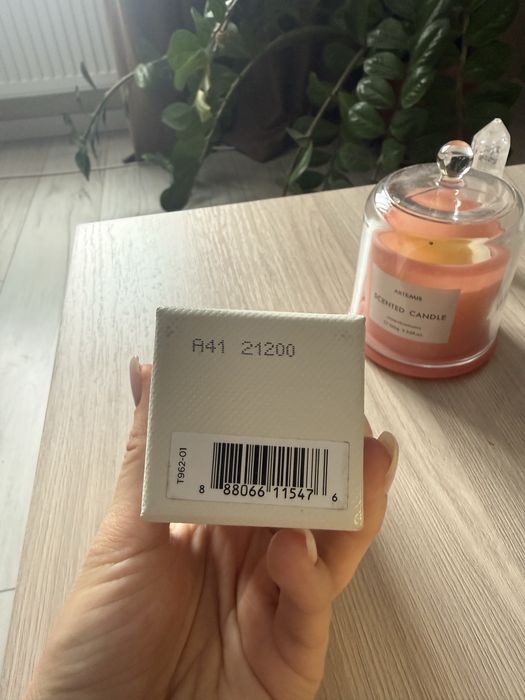 A41 21200
T962-01
8 88066 11547 6
ARTEMIS
SCENTED CANDLE